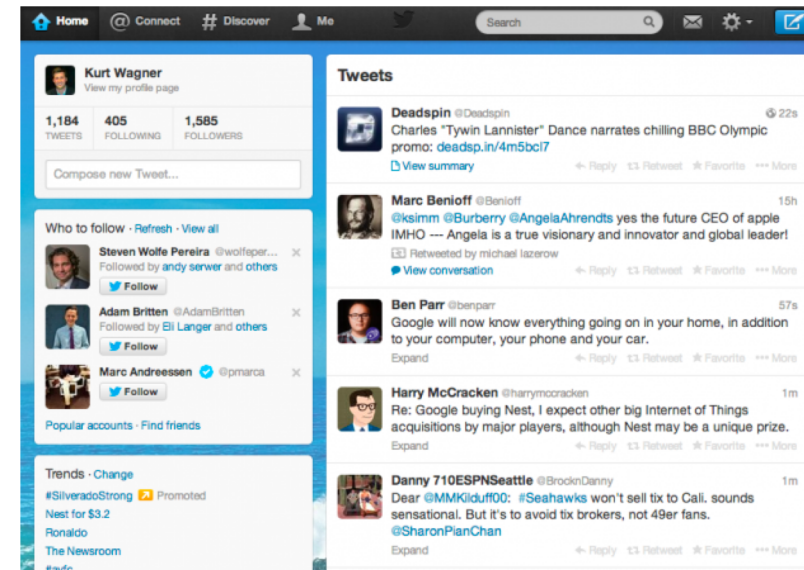 Home @ Connect # Discover Me Search
Kurt Wagner
View my profile page
1,184 405 1,585
TWEETS FOLLOWING FOLLOWERS
Compose new Tweet...
Who to follow · Refresh · View all
Steven Wolfe Pereira @wolfeper... ×
Followed by andy serwer and others
Follow
Adam Britten @AdamBritten ×
Followed by Eli Langer and others
Follow
Marc Andreessen @pmarca ×
Follow
Popular accounts · Find friends
Trends · Change
#SilveradoStrong Promoted
Nest for $3.2
Ronaldo
The Newsroom
Tweets
Deadspin @Deadspin 22s
Charles "Tywin Lannister" Dance narrates chilling BBC Olympic
promo: deadsp.in/4m5bcl7
View summary Reply Retweet Favorite More
Marc Benioff @Benioff 15h
@ksimm @Burberry @AngelaAhrendts yes the future CEO of apple
IMHO --- Angela is a true visionary and innovator and global leader!
Retweeted by michael lazerow
View conversation Reply Retweet Favorite More
Ben Parr @benparr 57s
Google will now know everything going on in your home, in addition
to your computer, your phone and your car.
Expand Reply Retweet Favorite More
Harry McCracken @harrymccracken 1m
Re: Google buying Nest, I expect other big Internet of Things
acquisitions by major players, although Nest may be a unique prize.
Expand Reply Retweet Favorite More
Danny 710ESPNSeattle @BrocknDanny 1m
Dear @MMKilduff00: #Seahawks won't sell tix to Cali. sounds
sensational. But it's to avoid tix brokers, not 49er fans.
@SharonPianChan
Expand Reply Retweet Favorite More